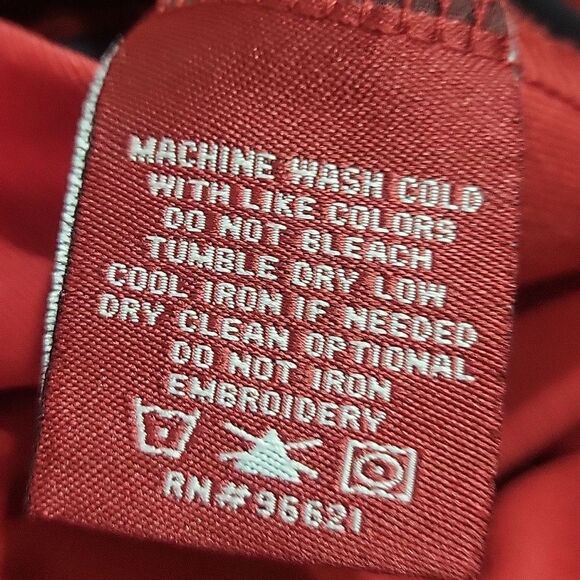 MACHINE WASH COLD
WITH LIKE COLORS
DO NOT BLEACH
TUMBLE DRY LOW
COOL IRON IF NEEDED
DRY CLEAN OPTIONAL
DO NOT IRON
EMBROIDERY
RN#96621